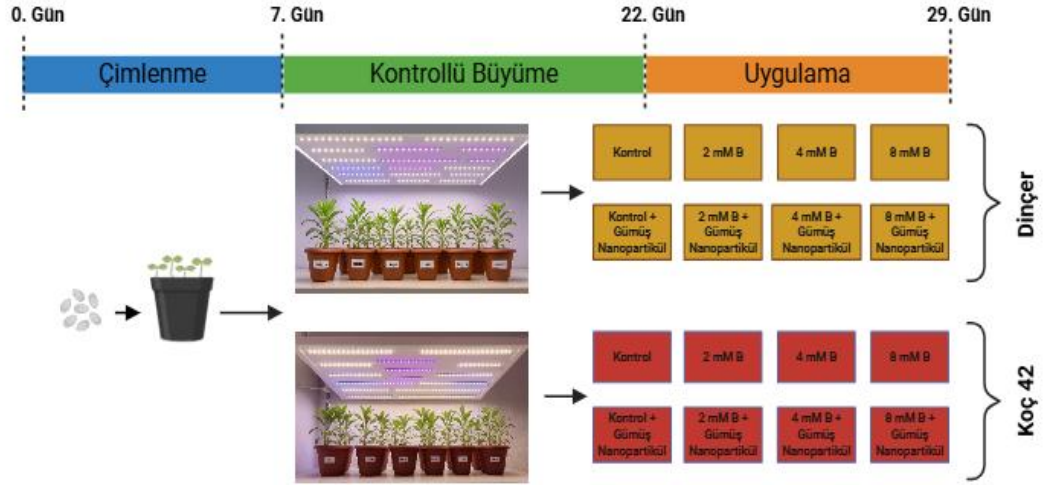 0. Gün
7. Gün
22. Gün
29. Gün
Çimlenme
Kontrollü Büyüme
Uygulama
Kontrol
2 mM B
4 mM B
8 mM B
Kontrol +
Gümüş
Nanopartikül
2 mM B +
Gümüş
Nanopartikül
4 mM B +
Gümüş
Nanopartikül
8 mM B +
Gümüş
Nanopartikül
Dinçer
Kontrol
2 mM B
4 mM B
8 mM B
Kontrol +
Gümüş
Nanopartikül
2 mM B +
Gümüş
Nanopartikül
4 mM B +
Gümüş
Nanopartikül
8 mM B +
Gümüş
Nanopartikül
Koç 42